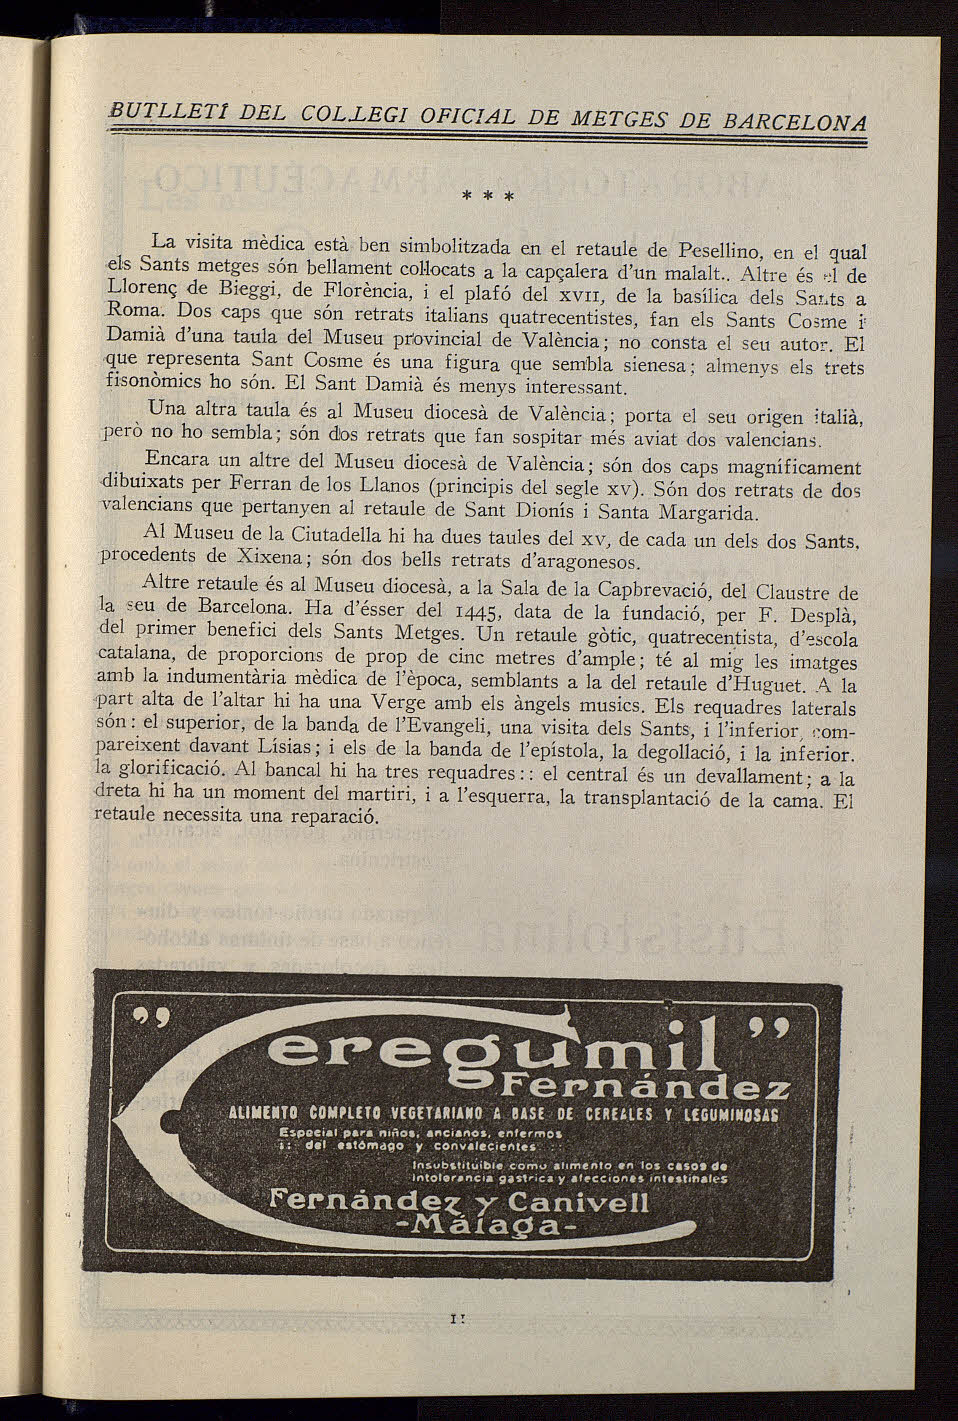 BUTLLETÍ DEL COL.LEGI OFICIAL DE METGES DE BARCELONA
* * *
La visita mèdica està ben simbolitzada en el retaule de Pesellino, en el qual
els Sants metges són bellament col·locats a la capçalera d'un malalt.. Altre és el de
Llorenç de Bieggi, de Florència, i el plafó del XVII, de la basílica dels Sants a
Roma. Dos caps que són retrats italians quatrecentistes, fan els Sants Cosme i
Damià d'una taula del Museu provincial de València; no consta el seu autor. El
que representa Sant Cosme és una figura que sembla sienesa; almenys els trets
fisonòmics ho són. El Sant Damià és menys interessant.
Una altra taula és al Museu diocesà de València; porta el seu origen italià,
però no ho sembla; són dos retrats que fan sospitar més aviat dos valencians.
Encara un altre del Museu diocesà de València; són dos caps magníficament
dibuixats per Ferran de los Llanos (principis del segle XV). Són dos retrats de dos
valencians que pertanyen al retaule de Sant Dionís i Santa Margarida.
Al Museu de la Ciutadella hi ha dues taules del XV, de cada un dels dos Sants,
procedents de Xixena; són dos bells retrats d'aragonesos.
Altre retaule és al Museu diocesà, a la Sala de la Capbrevació, del Claustre de
la seu de Barcelona. Ha d'ésser del 1445, data de la fundació, per F. Desplà,
del primer benefici dels Sants Metges. Un retaule gòtic, quatrecentista, d'escola
catalana, de proporcions de prop de cinc metres d'ample; té al mig les imatges
amb la indumentària mèdica de l'època, semblants a la del retaule d'Huguet. A la
part alta de l'altar hi ha una Verge amb els àngels musics. Els requadres laterals
són: el superior, de la banda de l'Evangeli, una visita dels Sants, i l'inferior, com-
pareixent davant Lísias; i els de la banda de l'epístola, la degollació, i la inferior.
la glorificació. Al bancal hi ha tres requadres:: el central és un devallament; a la
dreta hi ha un moment del martiri, i a l'esquerra, la transplantació de la cama. El
retaule necessita una reparació.
"Ceregumil"
Fernández
ALIMENTO COMPLETO VEGETARIANO A BASE DE CEREALES Y LEGUMINOSAS
Especial para niños, ancianos, enfermos
:: del estómago y convalecientes ::
Insubstituible como alimento en los casos de
intolerancia gástrica y afecciones intestinales
Fernández y Canivell
-Málaga-
11